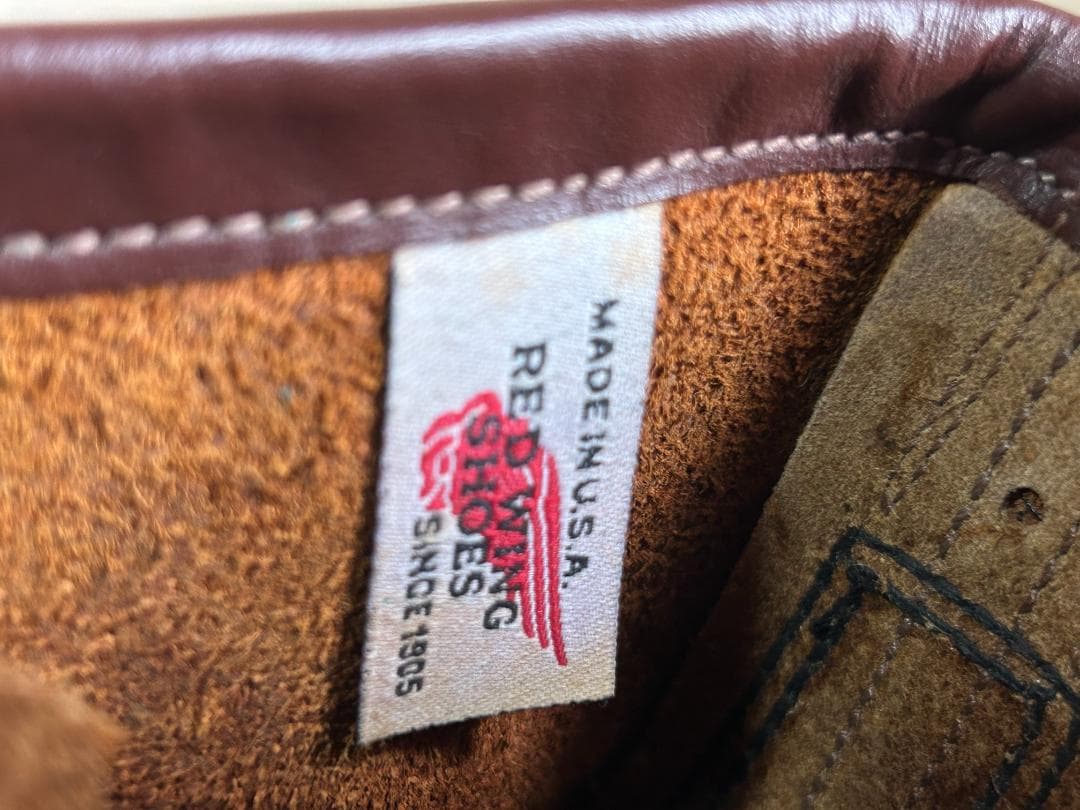 MADE IN U.S.A.
RED WING
SHOES
SINCE 1905